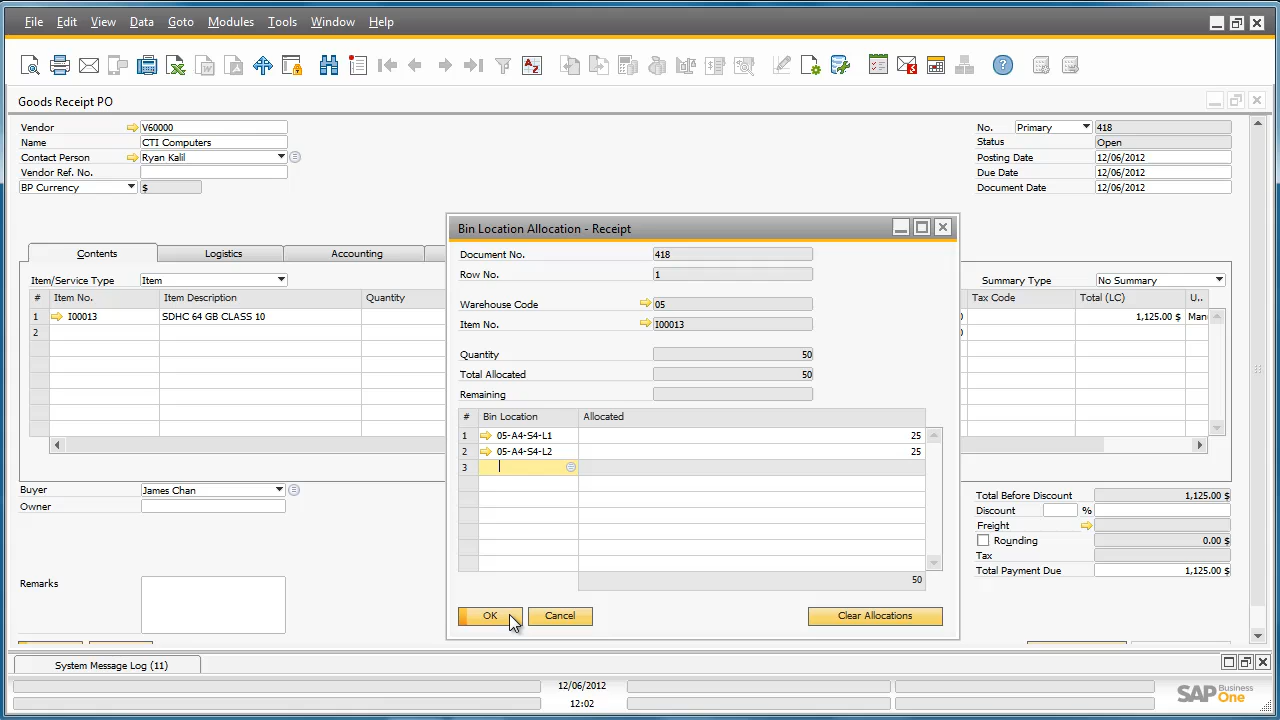 File Edit View Data Goto Modules Tools Window Help
Goods Receipt PO
Vendor V60000
Name CTI Computers
Contact Person Ryan Kalil
Vendor Ref. No.
BP Currency $
No. Primary 418
Status Open
Posting Date 12/06/2012
Due Date 12/06/2012
Document Date 12/06/2012
Contents Logistics Accounting
Item/Service Type Item
Summary Type No Summary
# Item No. Item Description Quantity Tax Code Total (LC) U..
1 I00013 SDHC 64 GB CLASS 10 1,125.00 $ Man
2
Bin Location Allocation - Receipt
Document No. 418
Row No. 1
Warehouse Code 05
Item No. I00013
Quantity 50
Total Allocated 50
Remaining
# Bin Location Allocated
1 05-A4-S4-L1 25
2 05-A4-S4-L2 25
3
50
OK Cancel Clear Allocations
Buyer James Chan
Owner
Remarks
Total Before Discount 1,125.00 $
Discount %
Freight
Rounding 0.00 $
Tax
Total Payment Due 1,125.00 $
System Message Log (11)
12/06/2012
12:02
SAP Business One